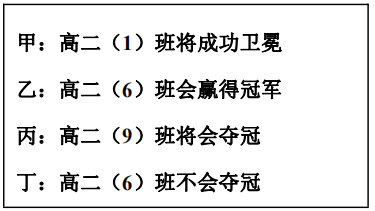 甲：高二（1）班将成功卫冕
乙：高二（6）班会赢得冠军
丙：高二（9）班将会夺冠
丁：高二（6）班不会夺冠